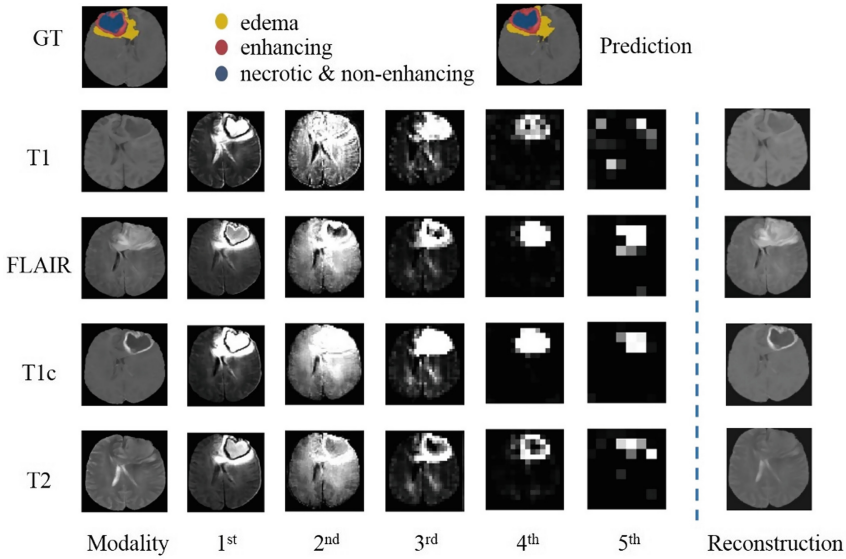 GT
edema
enhancing
necrotic & non-enhancing
Prediction
T1
FLAIR
T1c
T2
Modality 1st 2nd 3rd 4th 5th Reconstruction